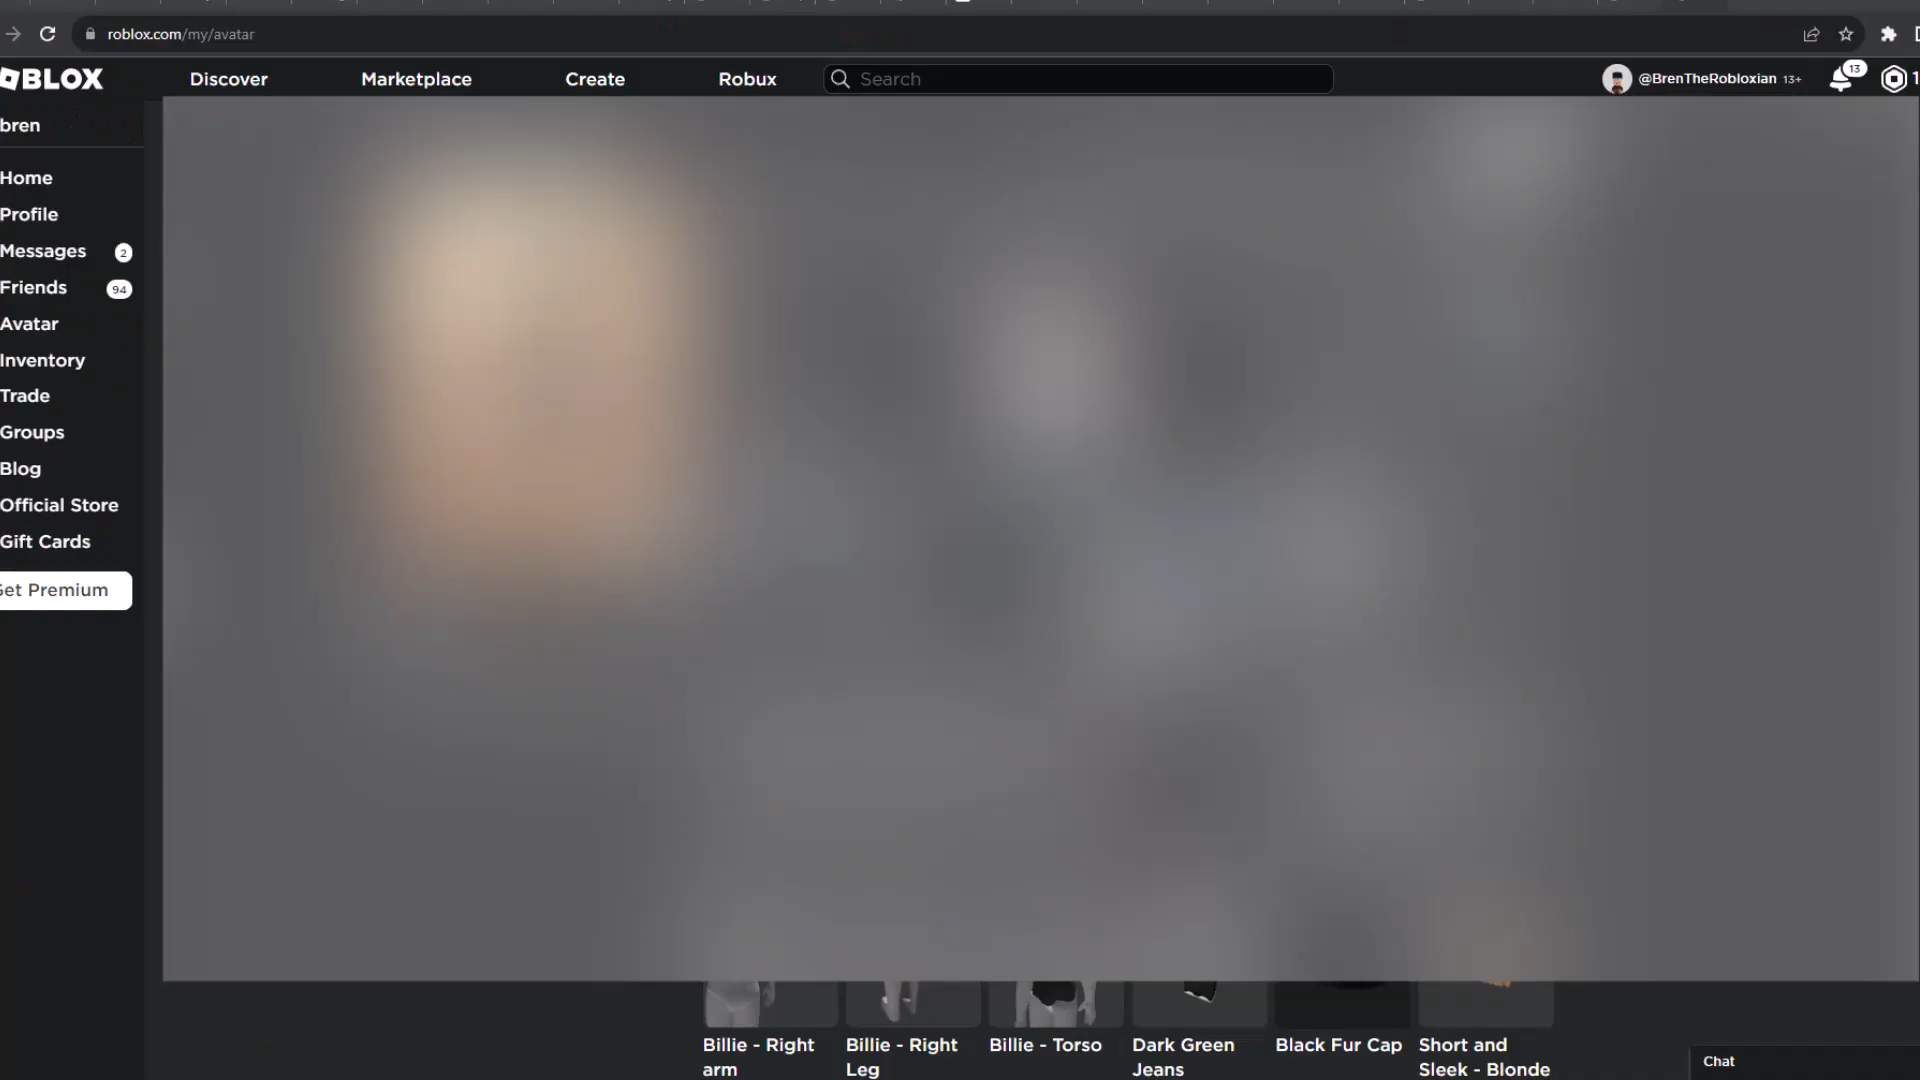 roblox.com/my/avatar
BLOX
Discover
Marketplace
Create
Robux
Search
@BrenTheRobloxian 13+
13
1
bren
Home
Profile
Messages 2
Friends 94
Avatar
Inventory
Trade
Groups
Blog
Official Store
Gift Cards
Get Premium
Billie - Right
arm
Billie - Right
Leg
Billie - Torso
Dark Green
Jeans
Black Fur Cap
Short and
Sleek - Blonde
Chat